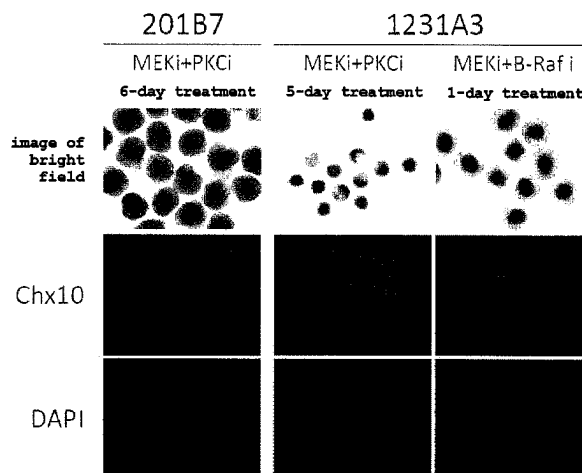 201B7 1231A3
MEKi+PKCi MEKi+PKCi MEKi+B-Raf i
6-day treatment 5-day treatment 1-day treatment
image of
bright
field
Chx10
DAPI